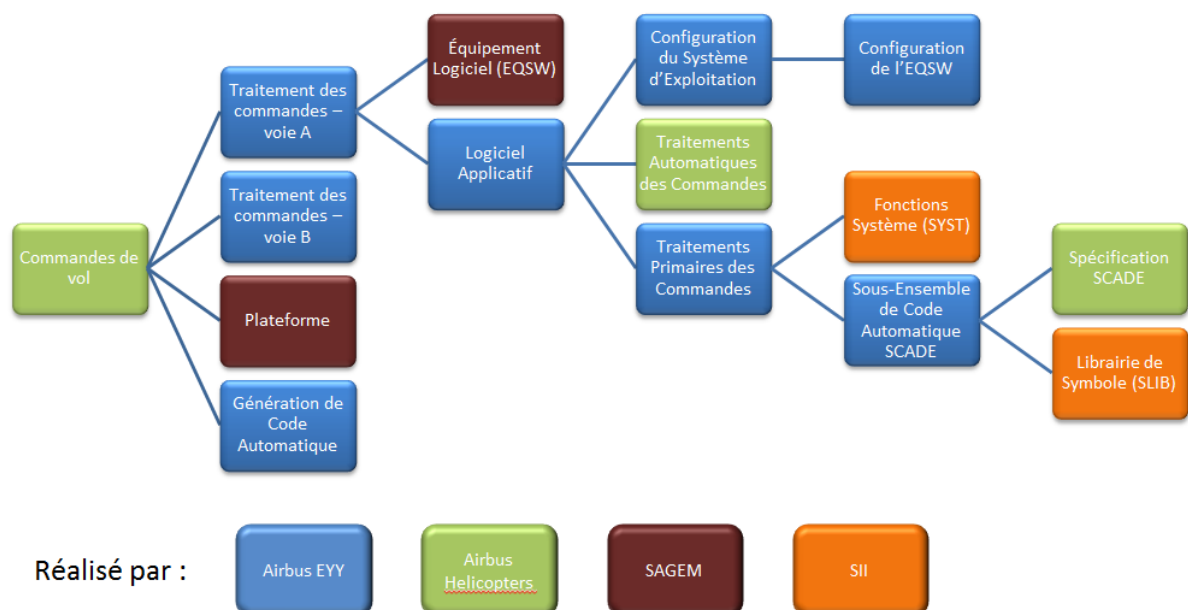 Commandes de
vol
Traitement des
commandes –
voie A
Traitement des
commandes –
voie B
Plateforme
Génération de
Code
Automatique
Équipement
Logiciel (EQSW)
Logiciel
Applicatif
Configuration
du Système
d'Exploitation
Traitements
Automatiques
des Commandes
Traitements
Primaires des
Commandes
Configuration
de l'EQSW
Fonctions
Système (SYST)
Sous-Ensemble
de Code
Automatique
SCADE
Spécification
SCADE
Librairie de
Symbole (SLIB)
Réalisé par :
Airbus EYY
Airbus
Helicopters
SAGEM
SII